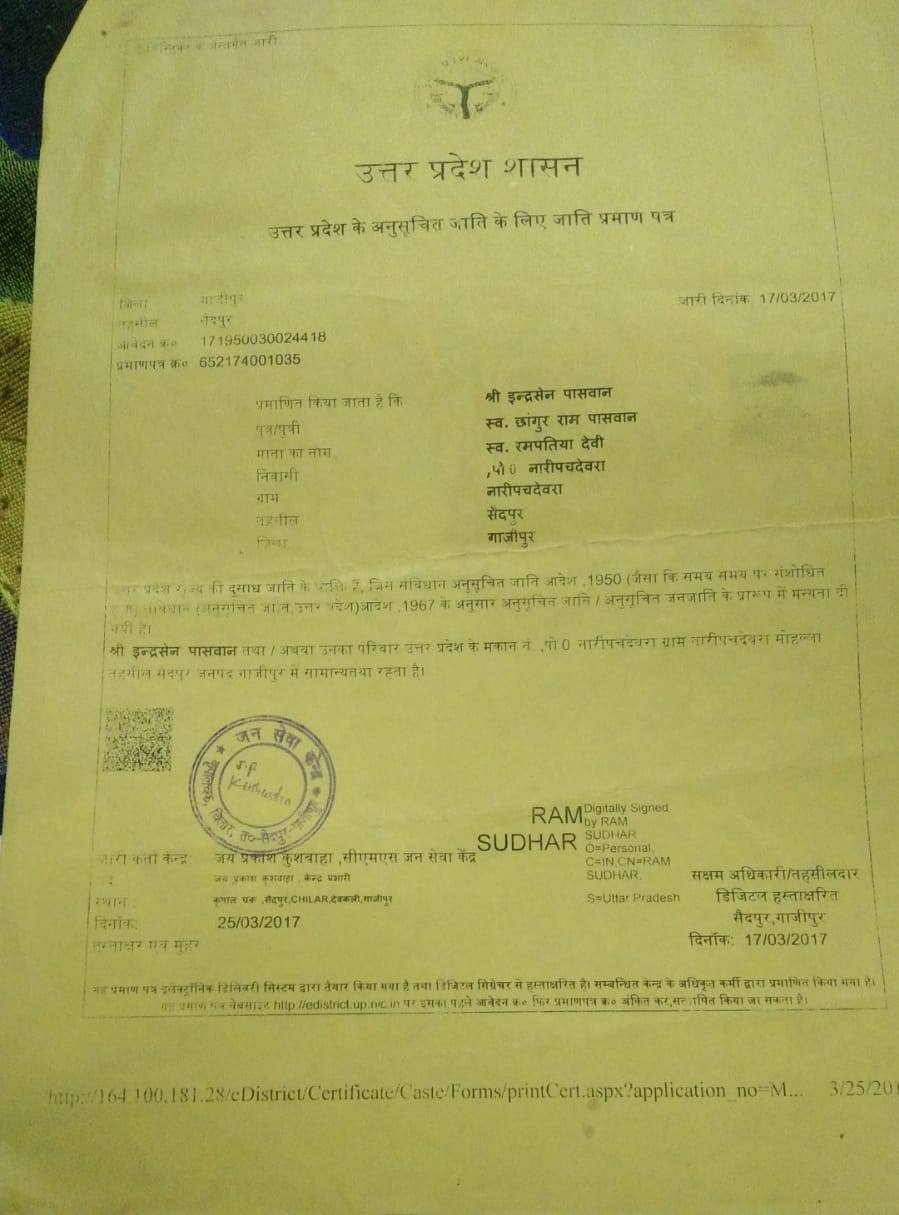 के अन्तर्गत जारी
उत्तर प्रदेश शासन
उत्तर प्रदेश के अनुसूचित जाति के लिए जाति प्रमाण पत्र
जिला गाजीपुर जारी दिनांक 17/03/2017
तहसील सैदपुर
आवेदन क्र० 171950030024418
प्रमाणपत्र क्र० 652174001035
प्रमाणित किया जाता है कि श्री इन्द्रसेन पासवान
पुत्र/पुत्री स्व. छांगुर राम पासवान
माता का नाम स्व. रमपतिया देवी
निवासी ,पो 0 नारीपचदेवरा
ग्राम नारीपचदेवरा
तहसील सैदपुर
जिला गाजीपुर
प्रदेश राज्य की दुसाध जाति के व्यक्ति हैं, जिसे संविधान अनुसूचित जाति आदेश ,1950 (जैसा कि समय समय पर संशोधित
हुआ) संविधान (अनुसूचित जाति,उत्तर प्रदेश)आदेश ,1967 के अनुसार अनुसूचित जाति / अनुसूचित जनजाति के प्रारूप में मान्यता दी
गयी है।
श्री इन्द्रसेन पासवान तथा / अथवा उनका परिवार उत्तर प्रदेश के मकान नं. ,पो 0 नारीपचदेवरा ग्राम नारीपचदेवरा मोहल्ला
तहसील सैदपुर जनपद गाजीपुर में सामान्यतया रहता है।
जन सेवा केन्द्र
त०-सैदपुर-गाजीपुर
RAM SUDHAR
Digitally Signed
by RAM
SUDHAR
O=Personal,
C=IN,CN=RAM
SUDHAR,
S=Uttar Pradesh
जारी कर्ता केन्द्र: जय प्रकाश कुशवाहा ,सीएमएस जन सेवा केंद्र
जय प्रकाश कुशवाहा , केन्द्र प्रभारी
स्थान : कृपाल चक ,सैदपुर,CHILAR,देवकली,गाजीपुर
दिनांक: 25/03/2017
हस्ताक्षर एवं मुहर
सक्षम अधिकारी/तहसीलदार
डिजिटल हस्ताक्षरित
सैदपुर,गाजीपुर
दिनाँक: 17/03/2017
यह प्रमाण पत्र इलेक्ट्रॉनिक डिलिवरी सिस्टम द्वारा तैयार किया गया है तथा डिजिटल सिग्नेचर से हस्ताक्षरित है। सम्बन्धित केन्द्र के अधिकृत कर्मी द्वारा प्रमाणित किया गया है।
यह प्रमाण पत्र वेबसाइट http://edistrict.up.nic.in पर इसका पहले आवेदन क्र० फिर प्रमाणपत्र क्र० अंकित कर,सत्यापित किया जा सकता है।
http://164.100.181.28/eDistrict/Certificate/Caste/Forms/printCert.aspx?application_no=M... 3/25/201